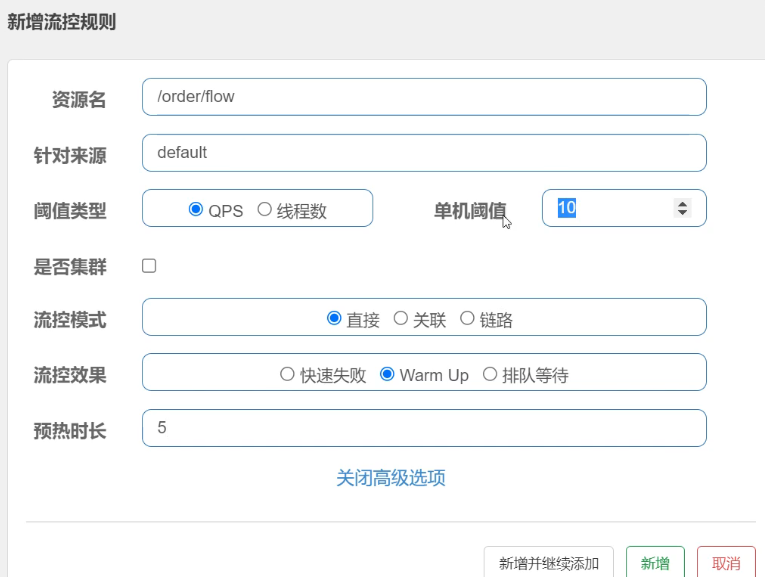 新增流控规则
资源名 /order/flow
针对来源 default
阈值类型 QPS 线程数 单机阈值 10
是否集群
流控模式 直接 关联 链路
流控效果 快速失败 Warm Up 排队等待
预热时长 5
关闭高级选项
新增并继续添加 新增 取消